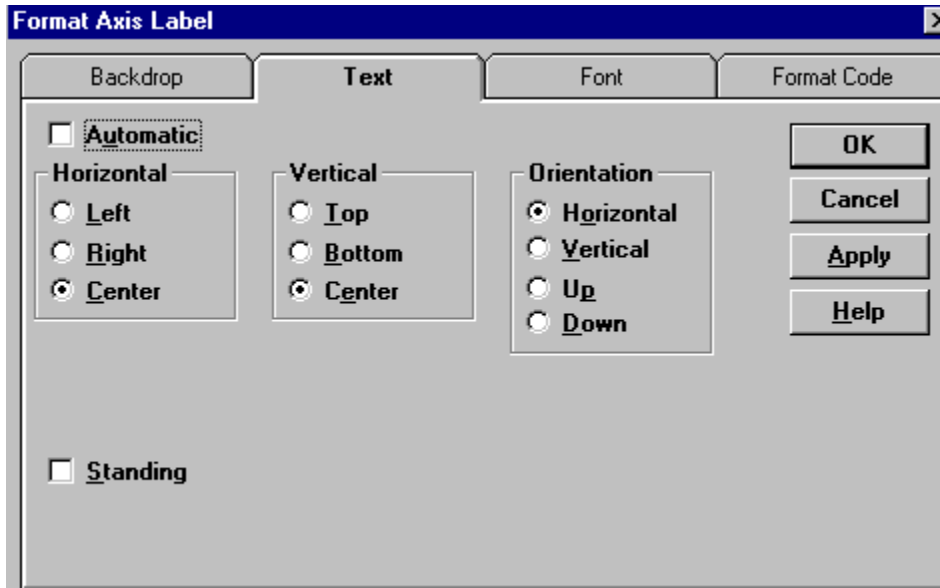 Format Axis Label
Backdrop Text Font Format Code
Automatic
Horizontal Vertical Orientation
Left Top Horizontal
Right Bottom Vertical
Center Center Up
Down
OK
Cancel
Apply
Help
Standing